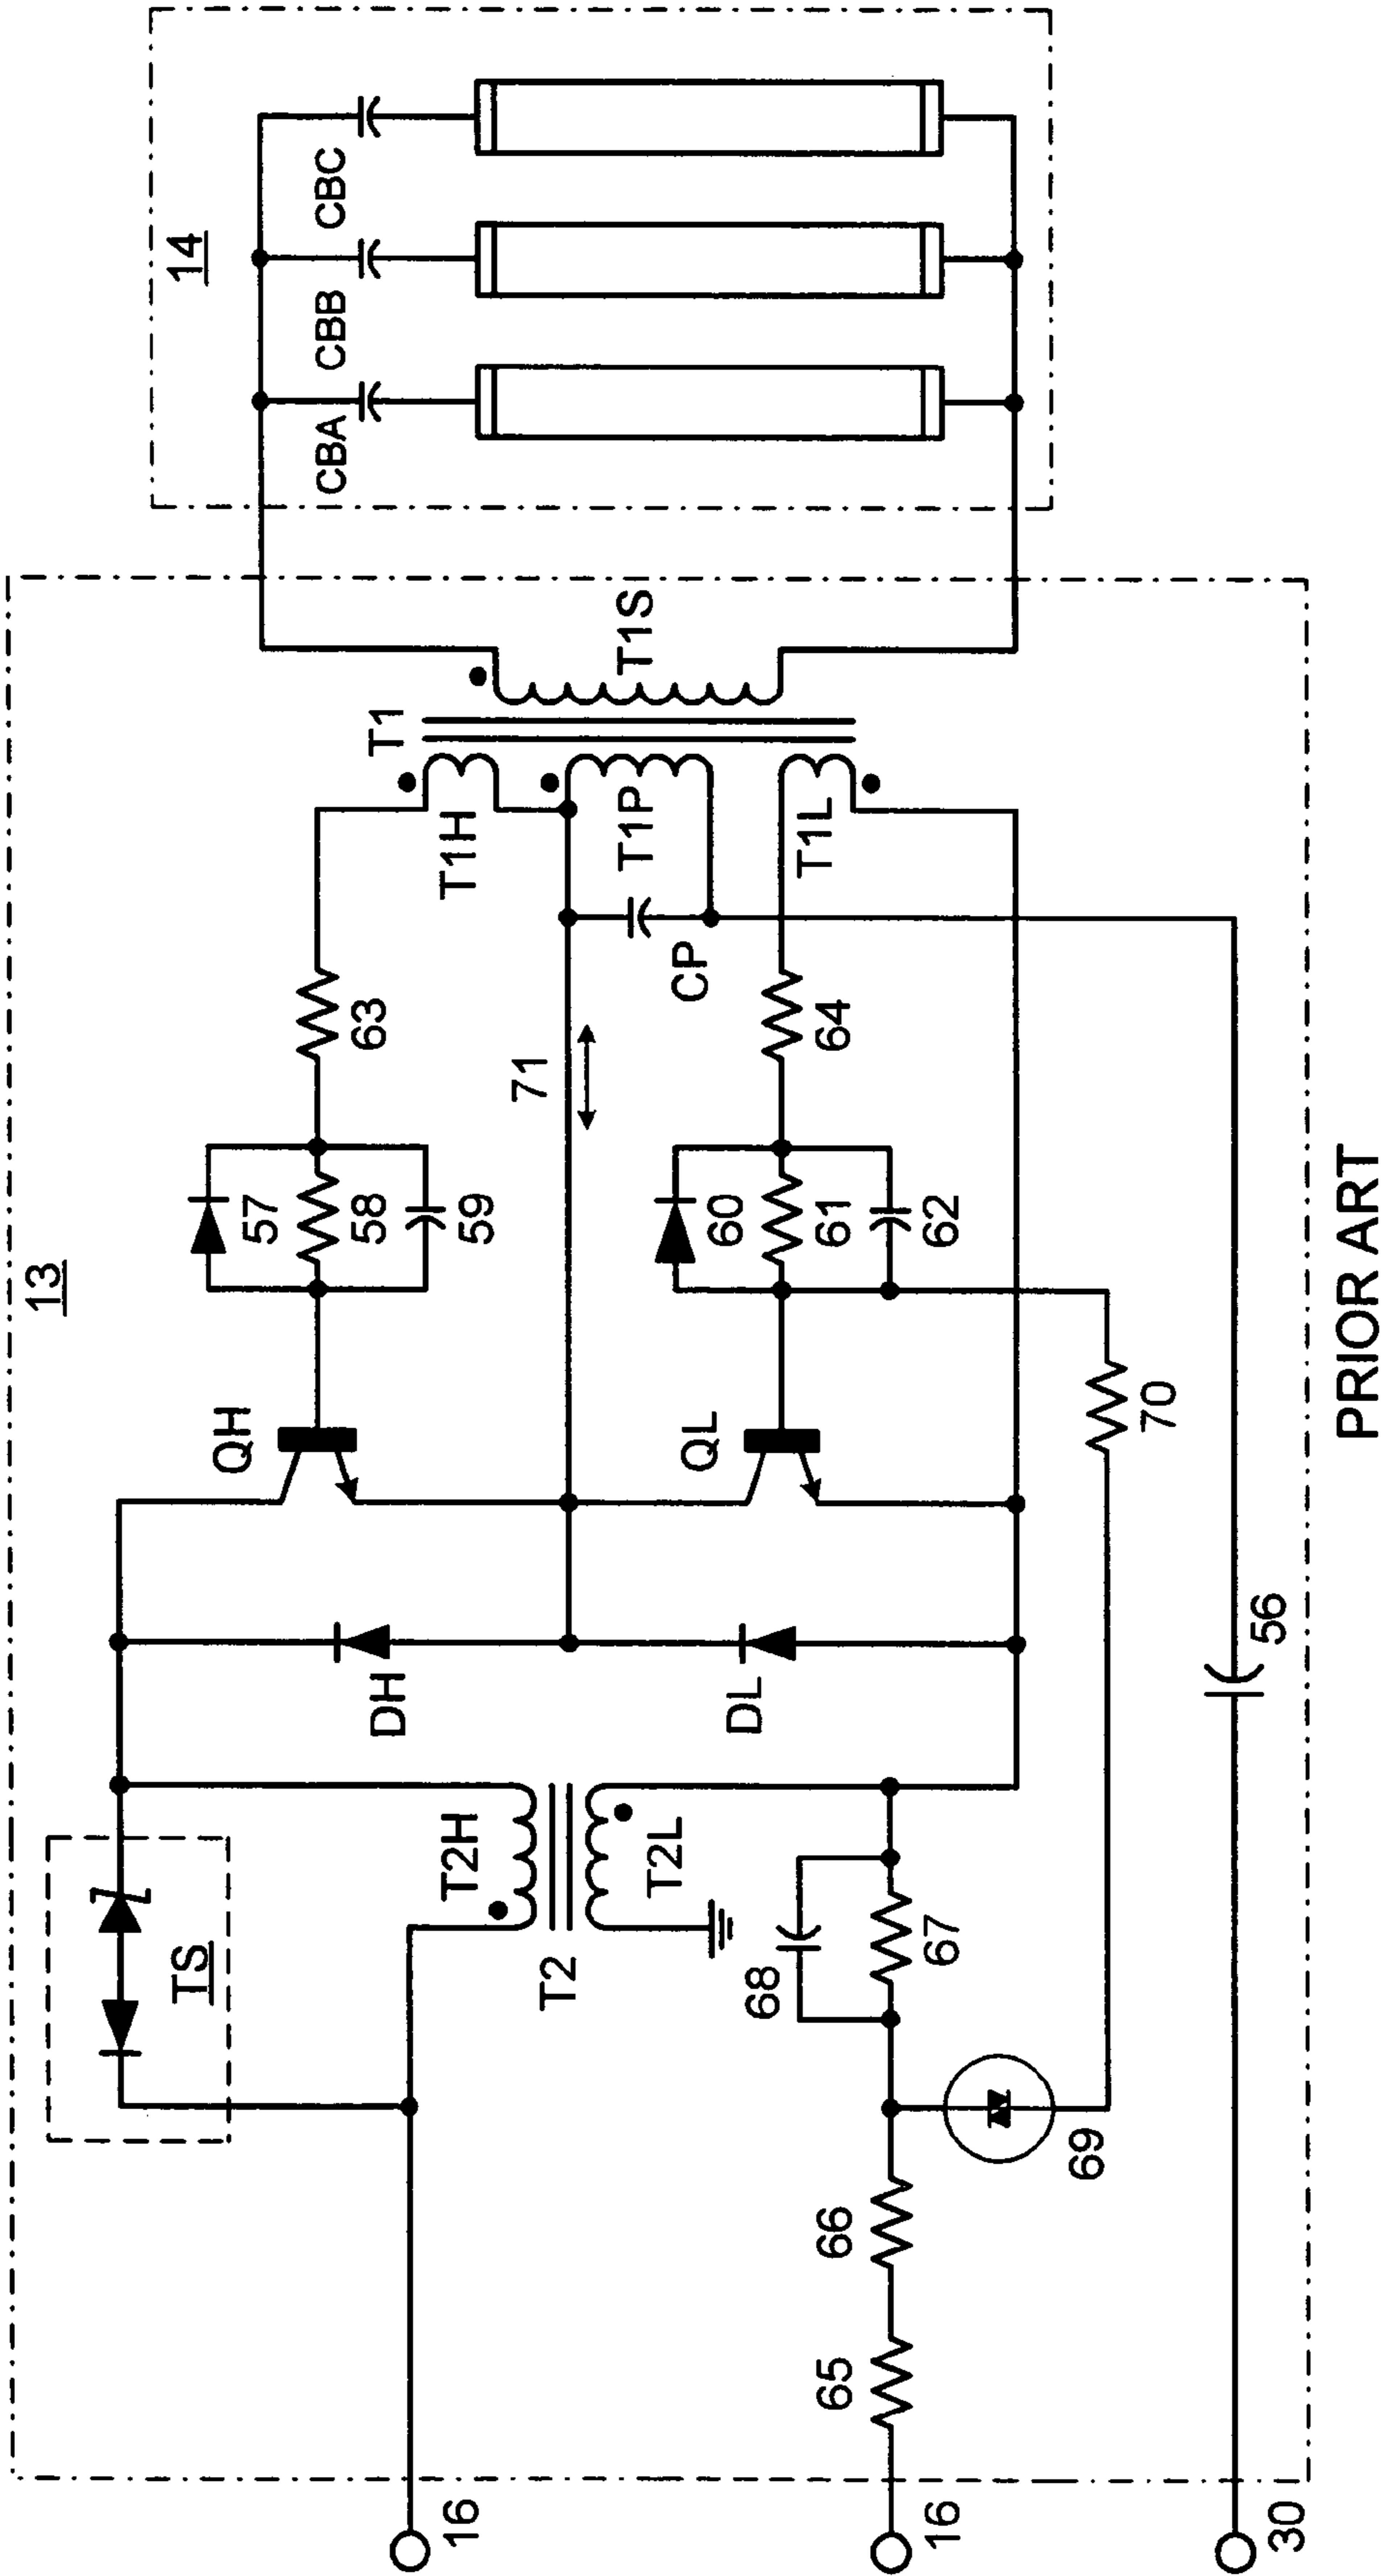 13
14
TS
QH
57
58
59
63
T1H
T1
CBA
CBB
CBC
DH
T2H
T2
T2L
71
T1P
CP
T1S
DL
QL
60
61
62
64
T1L
68
67
65
66
69
70
16
16
56
30
PRIOR ART